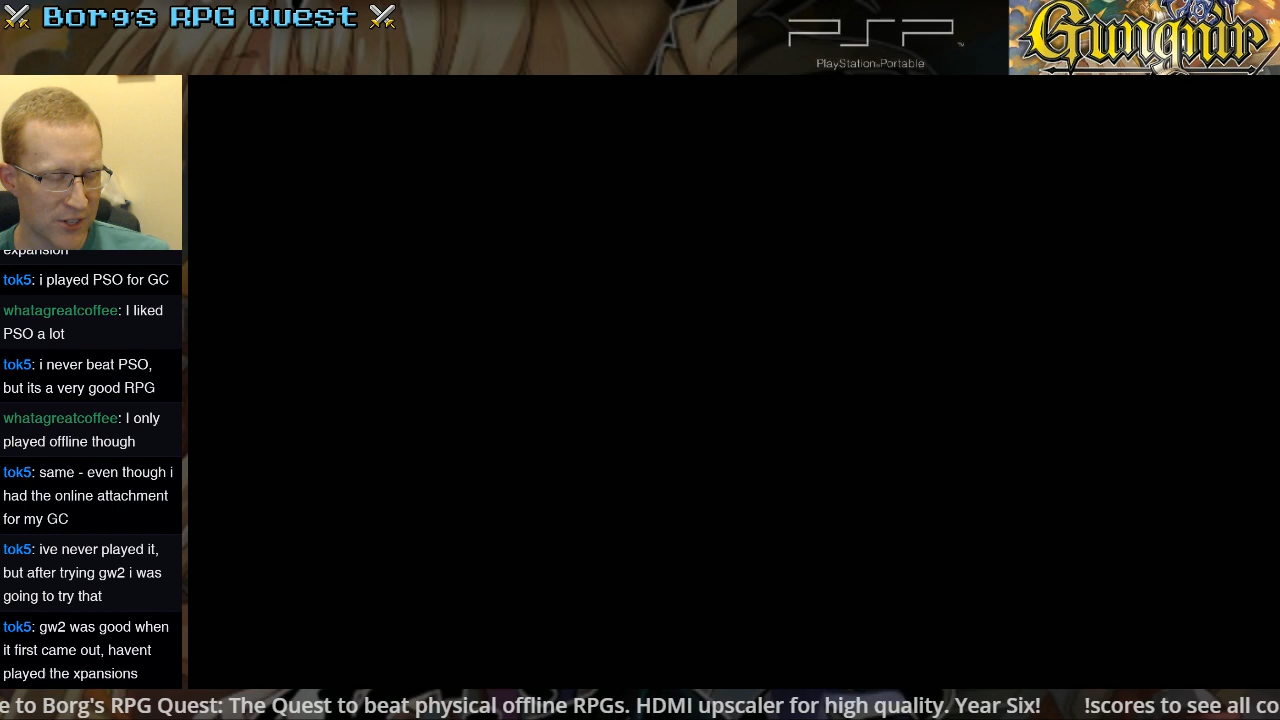 Borg's RPG Quest
PSP
PlayStation Portable
Gungnir
expansion
tok5: i played PSO for GC
whatagreatcoffee: I liked
PSO a lot
tok5: i never beat PSO,
but its a very good RPG
whatagreatcoffee: I only
played offline though
tok5: same - even though i
had the online attachment
for my GC
tok5: ive never played it,
but after trying gw2 i was
going to try that
tok5: gw2 was good when
it first came out, havent
played the xpansions
e to Borg's RPG Quest: The Quest to beat physical offline RPGs. HDMI upscaler for high quality. Year Six! !scores to see all co